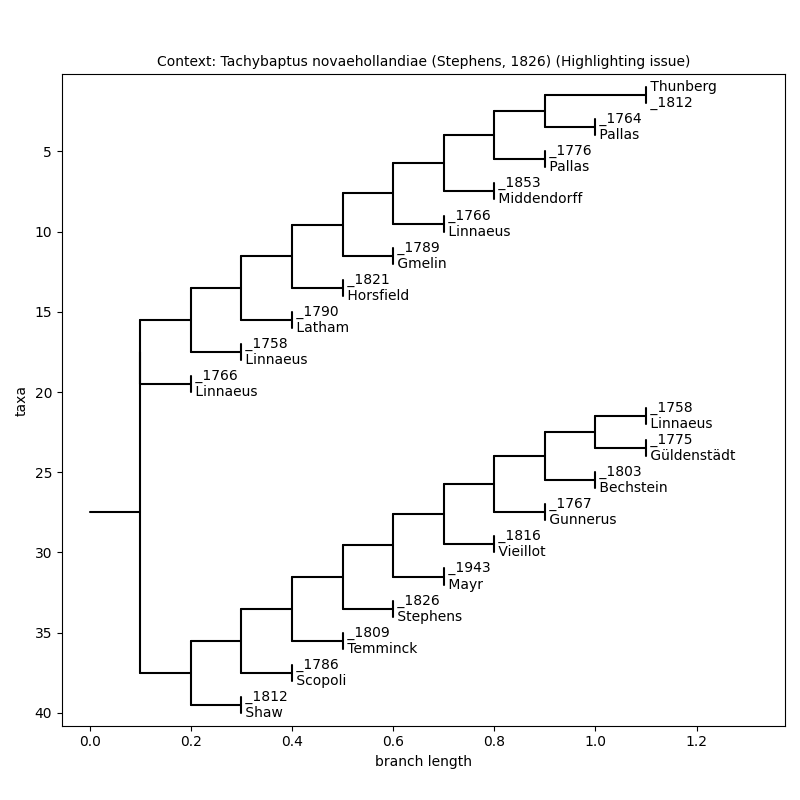 Context: Tachybaptus novaehollandiae (Stephens, 1826) (Highlighting issue)
Thunberg
_1812
_1764
Pallas
_1776
Pallas
_1853
Middendorff
_1766
Linnaeus
_1789
Gmelin
_1821
Horsfield
_1790
Latham
_1758
Linnaeus
_1766
Linnaeus
_1758
Linnaeus
_1775
Güldenstädt
_1803
Bechstein
_1767
Gunnerus
_1816
Vieillot
_1943
Mayr
_1826
Stephens
_1809
Temminck
_1786
Scopoli
_1812
Shaw
5
10
15
20
25
30
35
40
taxa
0.0
0.2
0.4
0.6
0.8
1.0
1.2
branch length